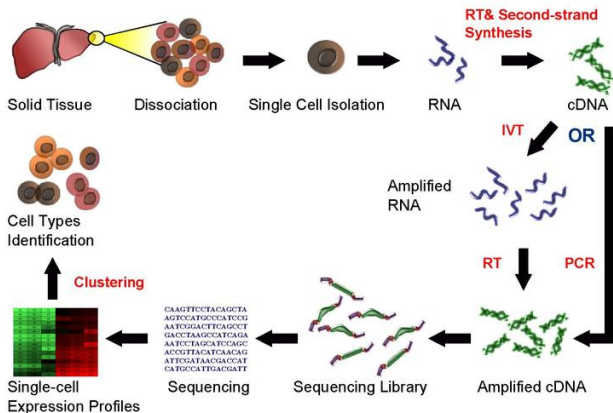 RT& Second-strand
Synthesis
Solid Tissue
Dissociation
Single Cell Isolation
RNA
cDNA
IVT
OR
Amplified
RNA
RT
PCR
Cell Types
Identification
Clustering
CAAGTTCCTACAGCTA
AGTCCATGCCCATCCG
AATCGGACTTCAGCCT
GACCTAAGCCATCAGA
AATCCTAGCATCCAGC
ACCGTTACATCAACAG
ATTCGATAACGACCAT
CATGCCATTGACGATT
Single-cell
Expression Profiles
Sequencing
Sequencing Library
Amplified cDNA